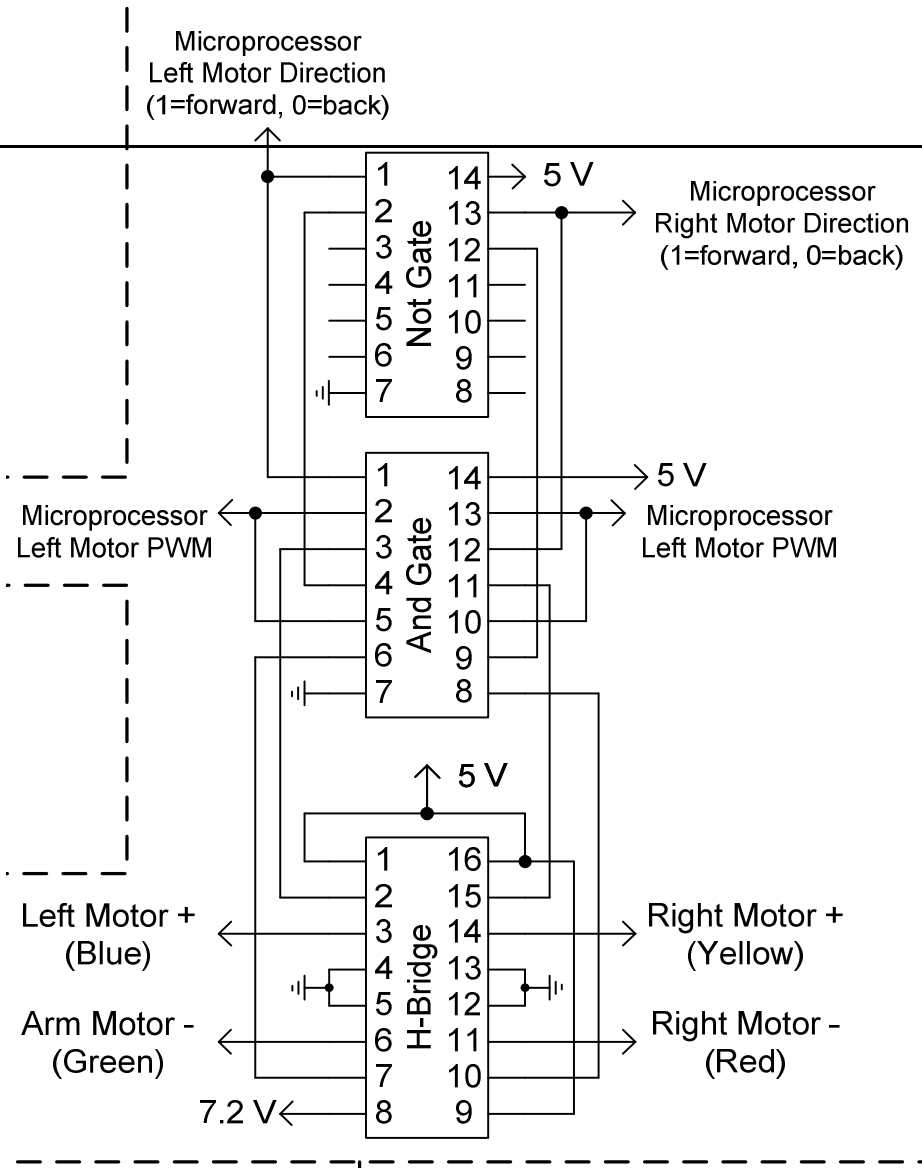 Microprocessor
Left Motor Direction
(1=forward, 0=back)
1
14
5 V
2
13
3
12
4
11
5
10
6
9
7
8
Not Gate
Microprocessor
Right Motor Direction
(1=forward, 0=back)
1
14
5 V
2
13
3
12
4
11
5
10
6
9
7
8
And Gate
Microprocessor
Left Motor PWM
Microprocessor
Left Motor PWM
5 V
1
16
2
15
3
14
4
13
5
12
6
11
7
10
8
9
H-Bridge
Left Motor +
(Blue)
Right Motor +
(Yellow)
Arm Motor -
(Green)
Right Motor -
(Red)
7.2 V